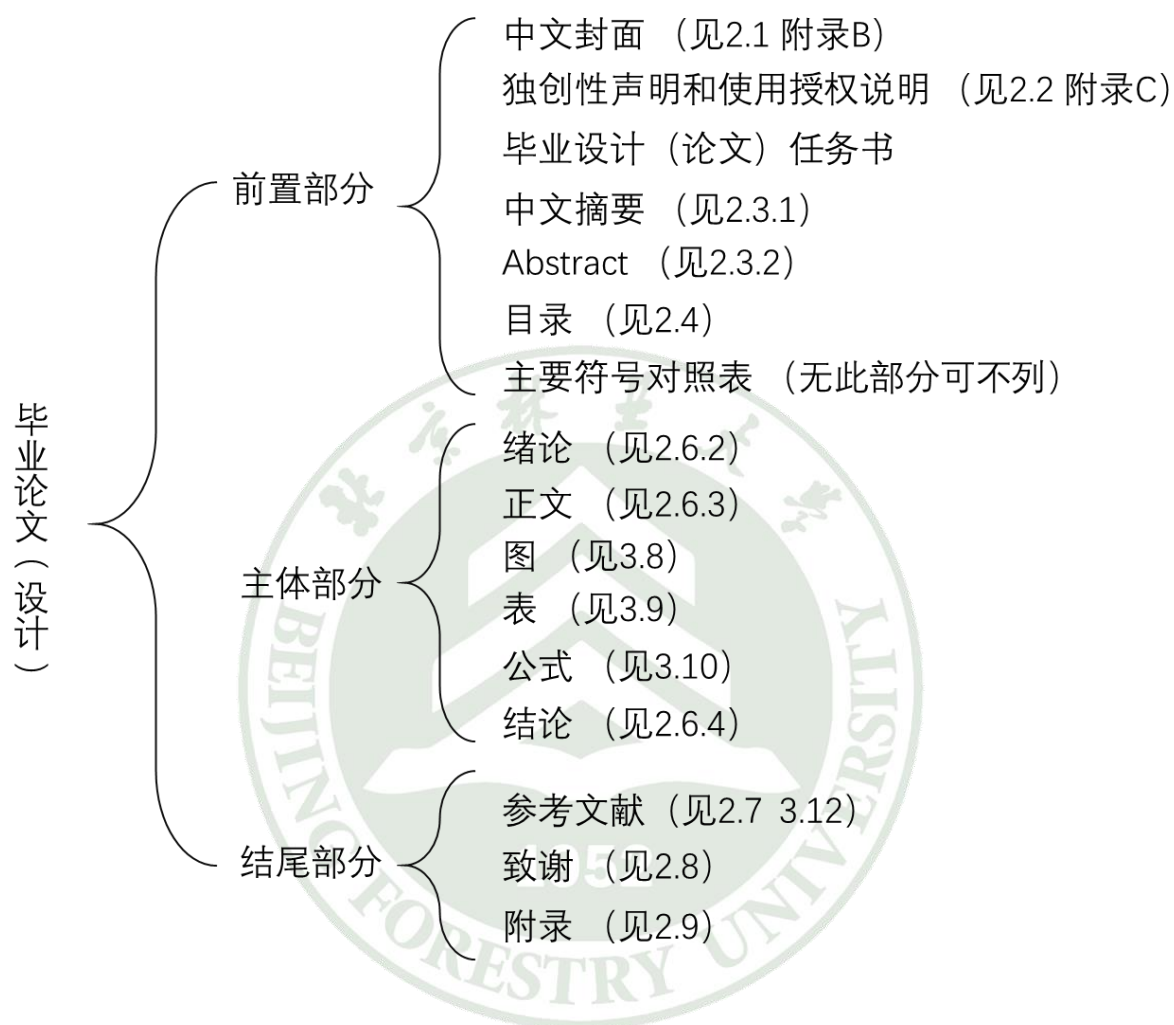 毕业论文（设计）
前置部分
中文封面 （见2.1 附录B）
独创性声明和使用授权说明 （见2.2 附录C）
毕业设计（论文）任务书
中文摘要 （见2.3.1）
Abstract （见2.3.2）
目录 （见2.4）
主要符号对照表 （无此部分可不列）
主体部分
绪论 （见2.6.2）
正文 （见2.6.3）
图 （见3.8）
表 （见3.9）
公式 （见3.10）
结论 （见2.6.4）
结尾部分
参考文献（见2.7 3.12）
致谢 （见2.8）
附录 （见2.9）
北京林业大学
BEIJING FORESTRY UNIVERSITY
1952